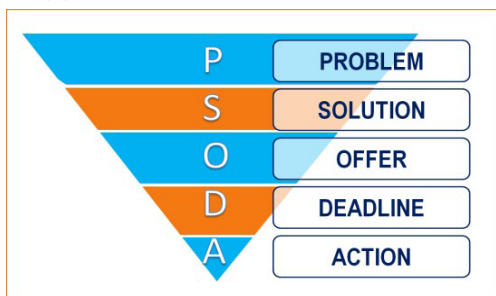 P PROBLEM
S SOLUTION
O OFFER
D DEADLINE
A ACTION